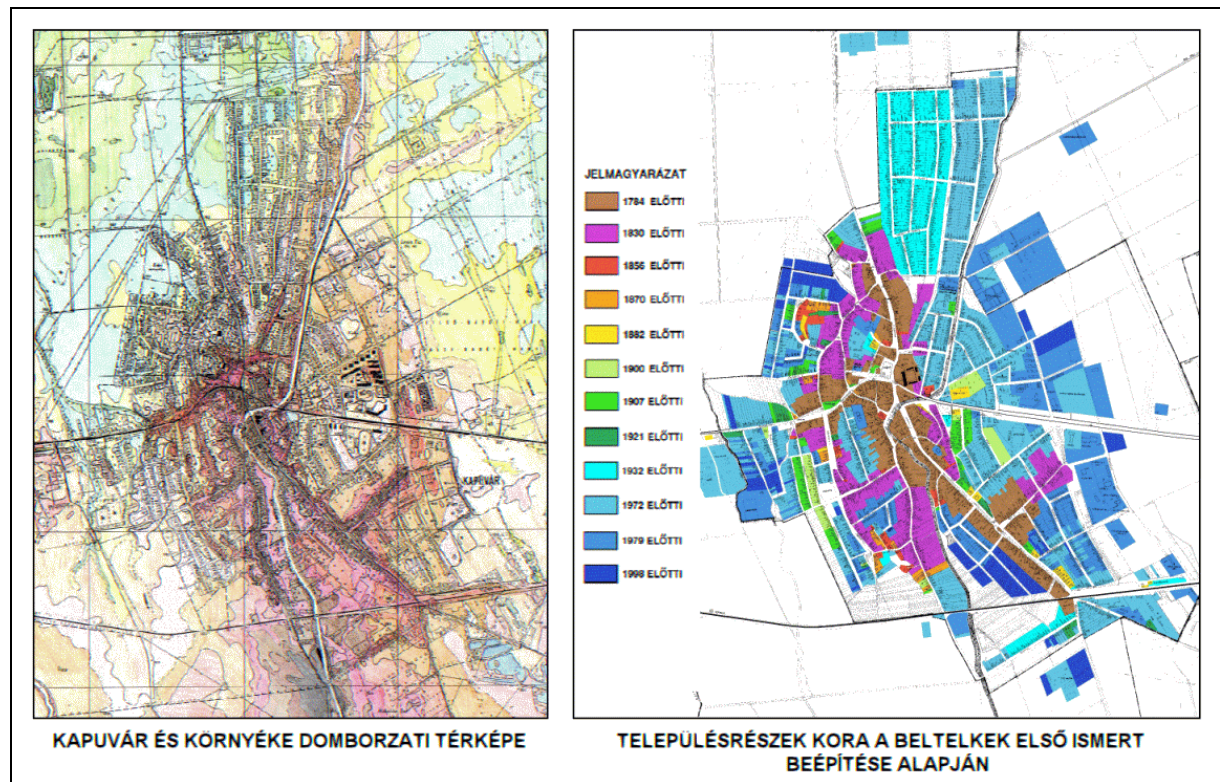 KAPUVÁR
JELMAGYARÁZAT
1784 ELŐTTI
1830 ELŐTTI
1856 ELŐTTI
1870 ELŐTTI
1882 ELŐTTI
1900 ELŐTTI
1907 ELŐTTI
1921 ELŐTTI
1932 ELŐTTI
1972 ELŐTTI
1979 ELŐTTI
1998 ELŐTTI
KAPUVÁR ÉS KÖRNYÉKE DOMBORZATI TÉRKÉPE
TELEPÜLÉSRÉSZEK KORA A BELTELKEK ELSŐ ISMERT
BEÉPÍTÉSE ALAPJÁN